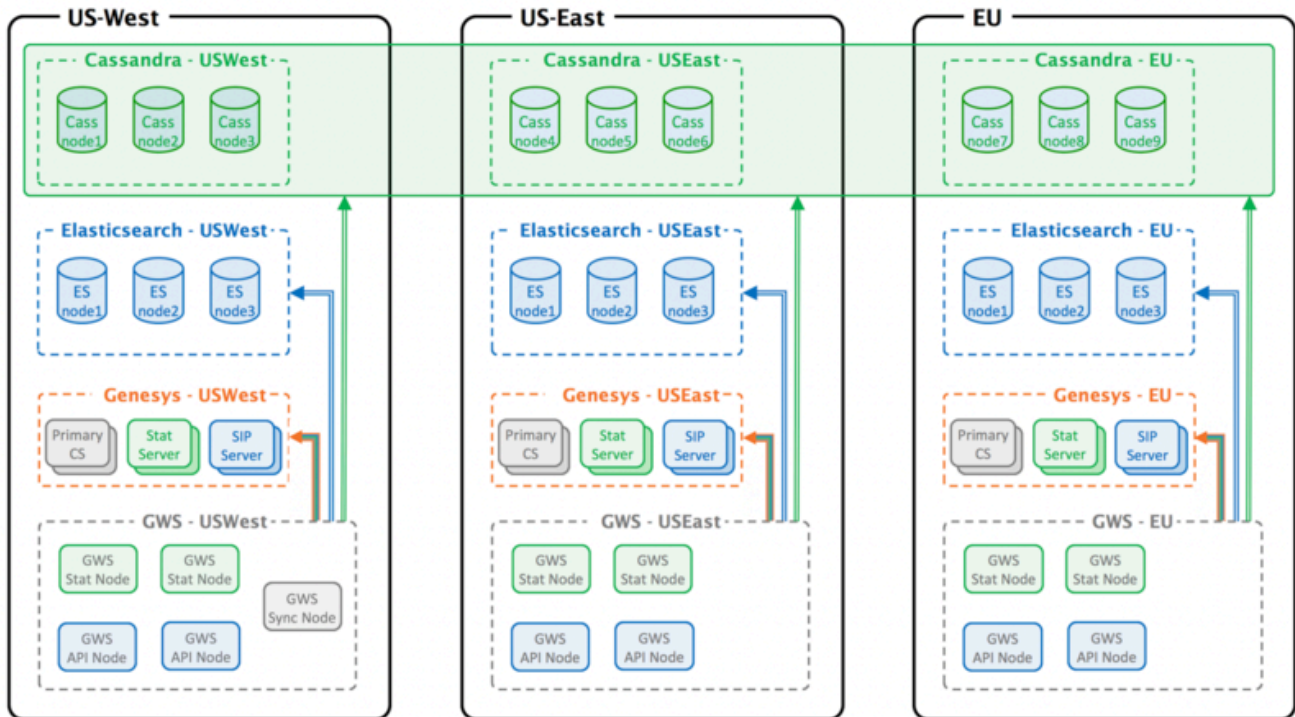 US-West
US-East
EU
Cassandra - USWest
Cassandra - USEast
Cassandra - EU
Cass node1
Cass node2
Cass node3
Cass node4
Cass node5
Cass node6
Cass node7
Cass node8
Cass node9
Elasticsearch - USWest
Elasticsearch - USEast
Elasticsearch - EU
ES node1
ES node2
ES node3
ES node1
ES node2
ES node3
ES node1
ES node2
ES node3
Genesys - USWest
Genesys - USEast
Genesys - EU
Primary CS
Stat Server
SIP Server
Primary CS
Stat Server
SIP Server
Primary CS
Stat Server
SIP Server
GWS - USWest
GWS - USEast
GWS - EU
GWS Stat Node
GWS Stat Node
GWS Sync Node
GWS Stat Node
GWS Stat Node
GWS Stat Node
GWS Stat Node
GWS API Node
GWS API Node
GWS API Node
GWS API Node
GWS API Node
GWS API Node